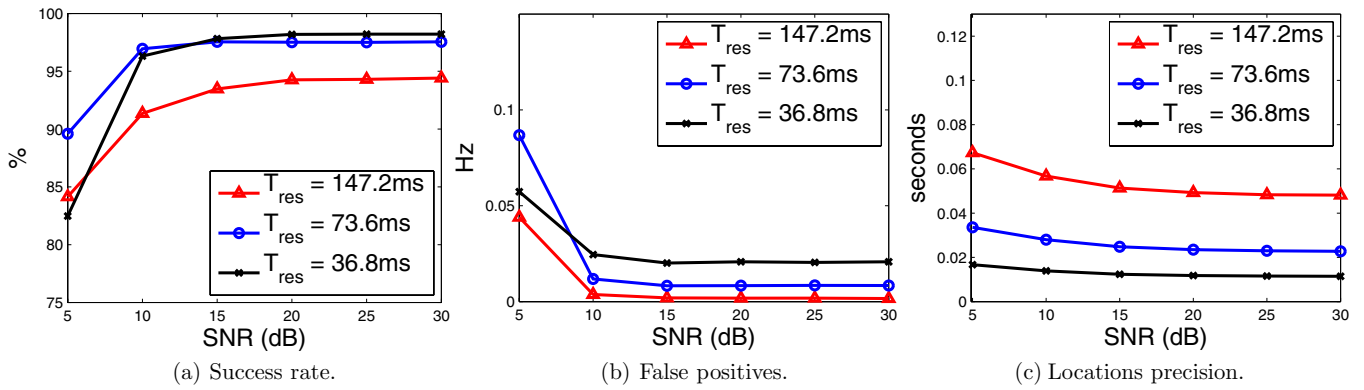 100
95
90
85
80
75
%
5 10 15 20 25 30
SNR (dB)
T_res = 147.2ms
T_res = 73.6ms
T_res = 36.8ms
(a) Success rate.
0.1
0.05
0
Hz
5 10 15 20 25 30
SNR (dB)
T_res = 147.2ms
T_res = 73.6ms
T_res = 36.8ms
(b) False positives.
0.12
0.1
0.08
0.06
0.04
0.02
0
seconds
5 10 15 20 25 30
SNR (dB)
T_res = 147.2ms
T_res = 73.6ms
T_res = 36.8ms
(c) Locations precision.